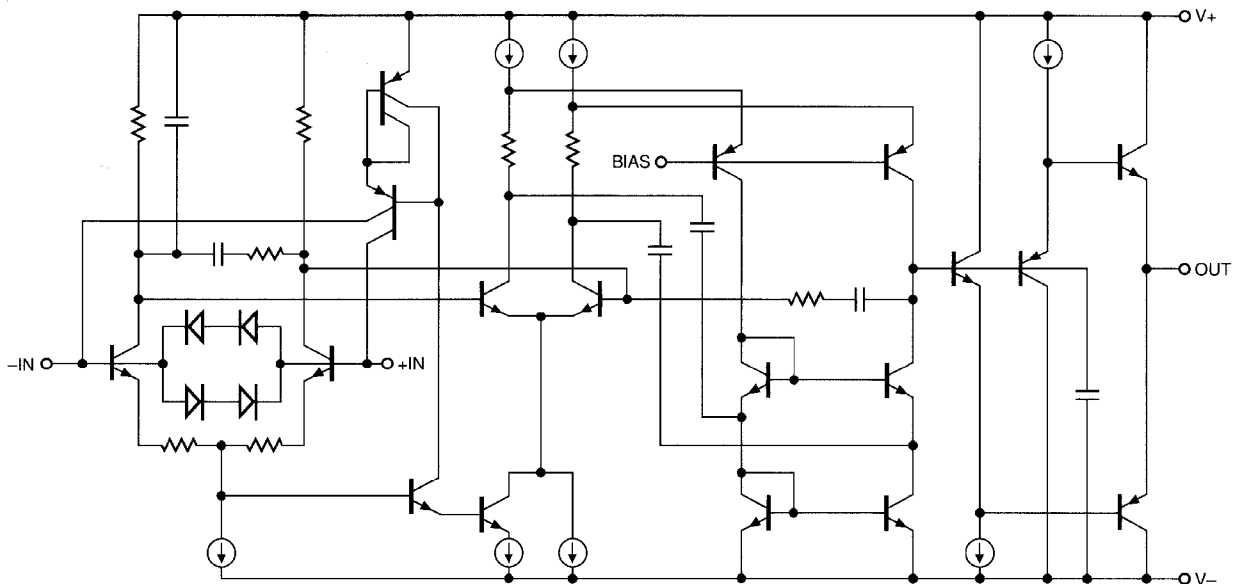 V+
BIAS
OUT
–IN
+IN
V–